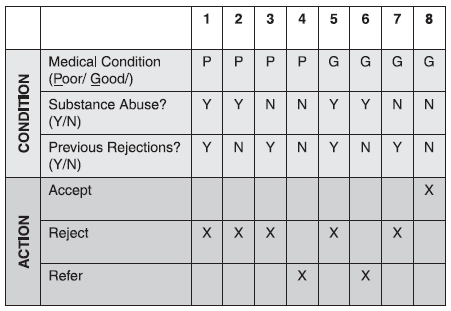 1 2 3 4 5 6 7 8
CONDITION
Medical Condition P P P P G G G G
(Poor/ Good/)
Substance Abuse? Y Y N N Y Y N N
(Y/N)
Previous Rejections? Y N Y N Y N Y N
(Y/N)
ACTION
Accept X
Reject X X X X X
Refer X X